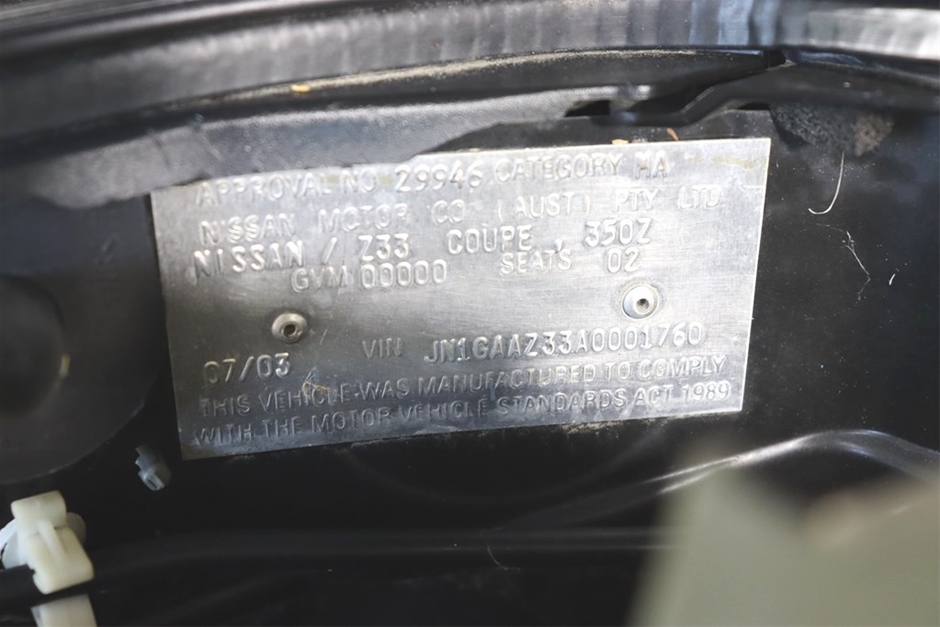 APPROVAL NO 29946 CATEGORY MA
NISSAN MOTOR CO (AUST) PTY LTD
NISSAN / Z33 COUPE , 350Z
GVM 00000 SEATS 02
07/03 VIN JN1GAAZ33A0001760
THIS VEHICLE WAS MANUFACTURED TO COMPLY
WITH THE MOTOR VEHICLE STANDARDS ACT 1989